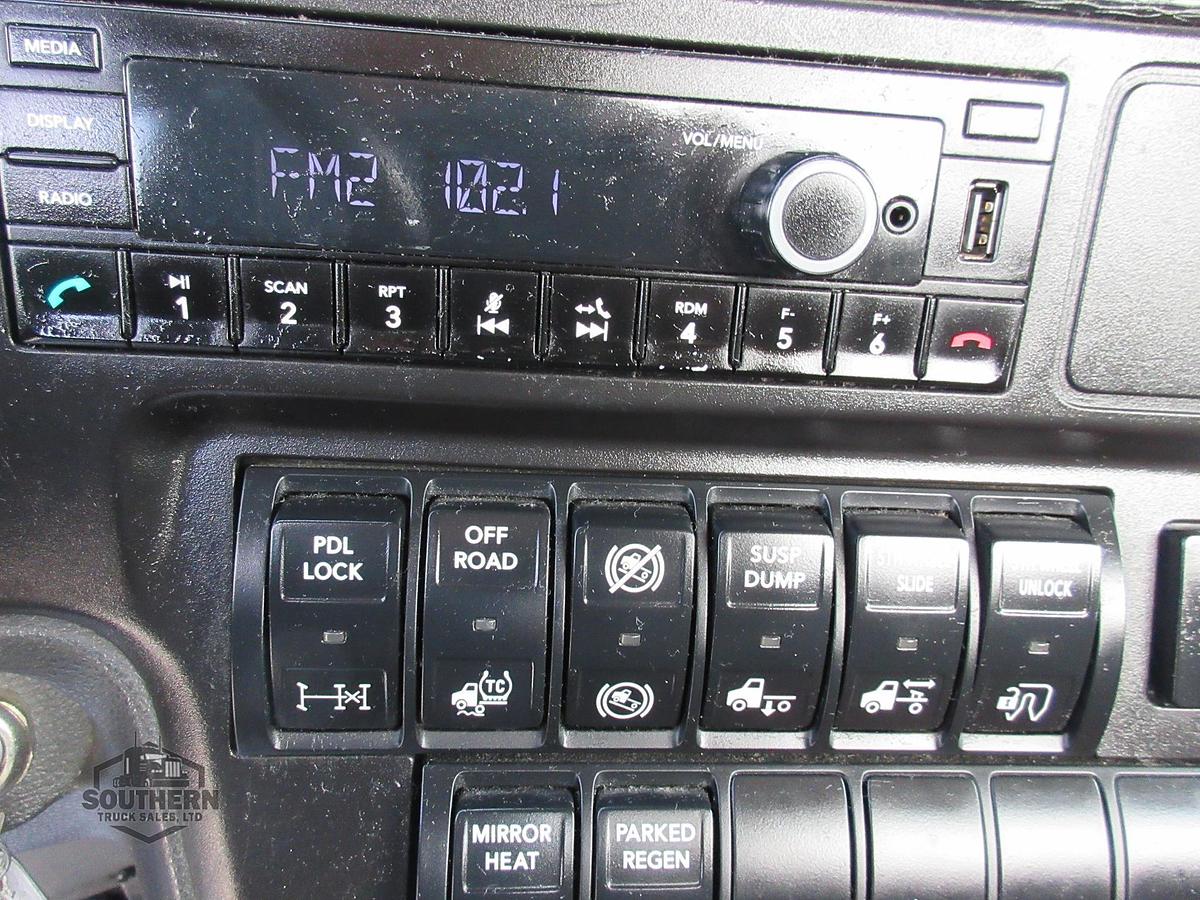 MEDIA
DISPLAY
RADIO
FM2 102.1
VOL/MENU
1
SCAN
2
RPT
3
RDM
4
F-
5
F+
6
PDL
LOCK
OFF
ROAD
TC
SUSP
DUMP
SLIDE
UNLOCK
MIRROR
HEAT
PARKED
REGEN
SOUTHERN
TRUCK SALES, LTD